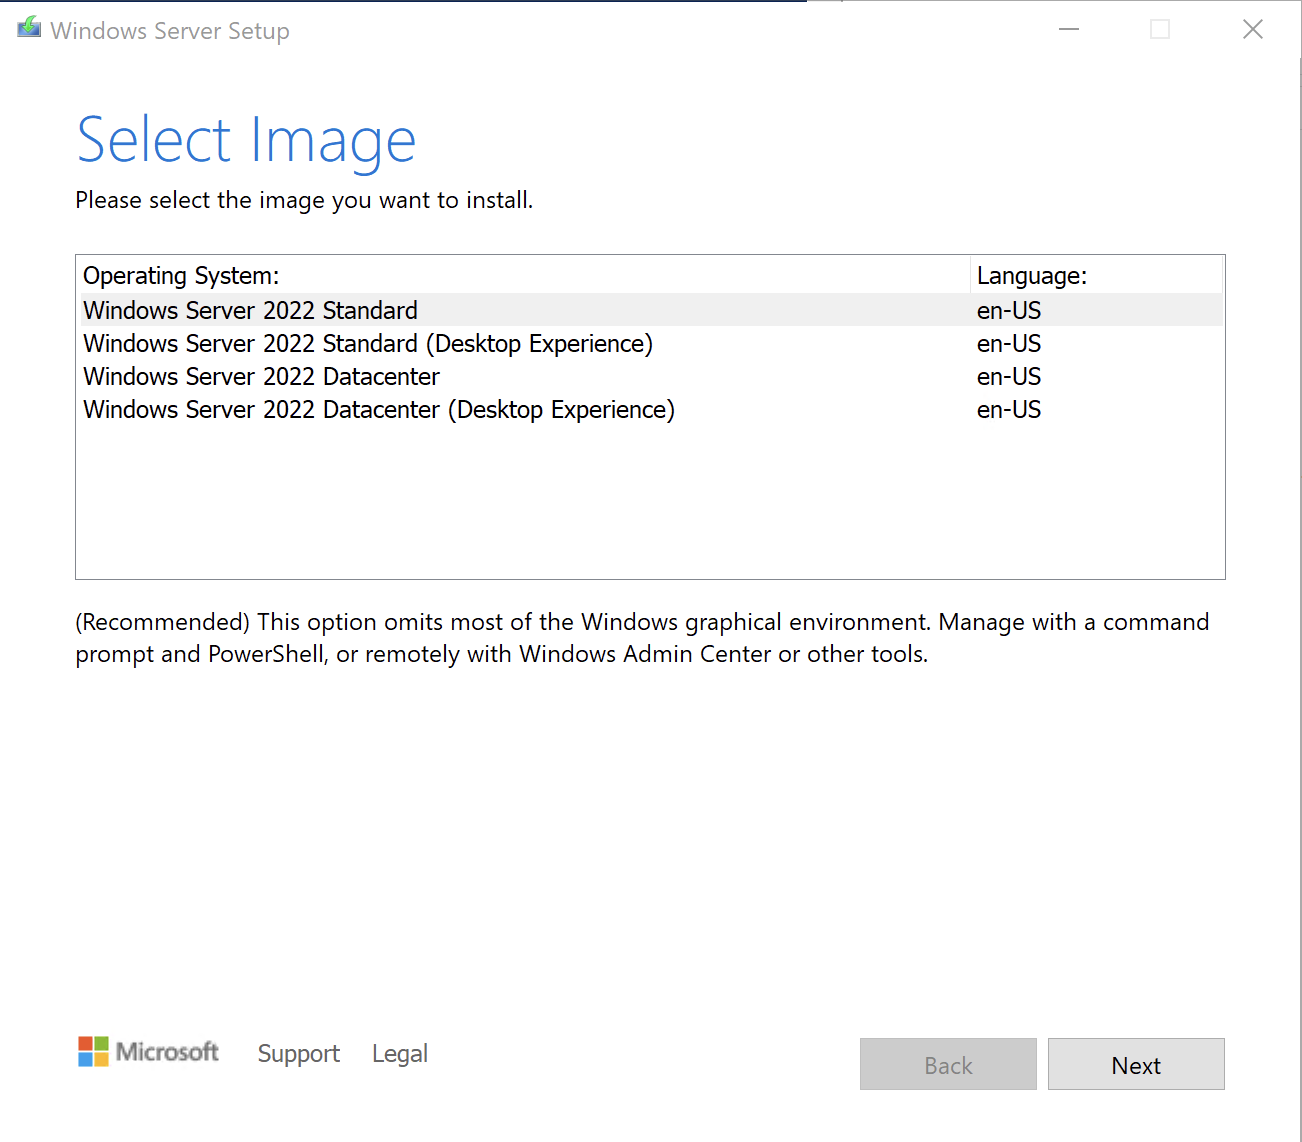 Windows Server Setup
Select Image
Please select the image you want to install.
Operating System: Language:
Windows Server 2022 Standard en-US
Windows Server 2022 Standard (Desktop Experience) en-US
Windows Server 2022 Datacenter en-US
Windows Server 2022 Datacenter (Desktop Experience) en-US
(Recommended) This option omits most of the Windows graphical environment. Manage with a command
prompt and PowerShell, or remotely with Windows Admin Center or other tools.
Microsoft Support Legal Back Next